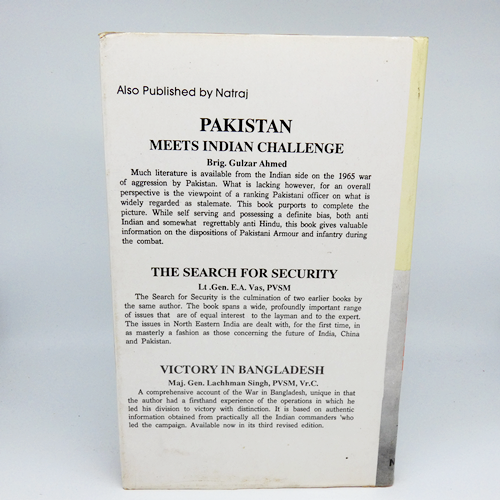 Also Published by Natraj
PAKISTAN
MEETS INDIAN CHALLENGE
Brig. Gulzar Ahmed
Much literature is available from the Indian side on the 1965 war
of aggression by Pakistan. What is lacking however, for an overall
perspective is the viewpoint of a ranking Pakistani officer on what is
widely regarded as stalemate. This book purports to complete the
picture. While self serving and possessing a definite bias, both anti
Indian and somewhat regrettably anti Hindu, this book gives valuable
information on the dispositions of Pakistani Armour and infantry during
the combat.
THE SEARCH FOR SECURITY
Lt .Gen. E.A. Vas, PVSM
The Search for Security is the culmination of two earlier books by
the same author. The book spans a wide, profoundly important range
of issues that are of equal interest to the layman and to the expert.
The issues in North Eastern India are dealt with, for the first time, in
as masterly a fashion as those concerning the future of India, China
and Pakistan.
VICTORY IN BANGLADESH
Maj. Gen. Lachhman Singh, PVSM, Vr.C.
A comprehensive account of the War in Bangladesh, unique in that
the author had a firsthand experience of the operations in which he
led his division to victory with distinction. It is based on authentic
information obtained from practically all the Indian commanders 'who
led the campaign. Available now in its third revised edition.
N